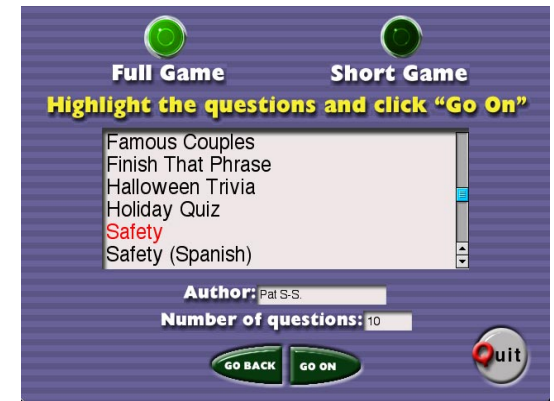 Full Game Short Game
Highlight the questions and click “Go On”
Famous Couples
Finish That Phrase
Halloween Trivia
Holiday Quiz
Safety
Safety (Spanish)
Author: Pat S-S.
Number of questions: 10
GO BACK GO ON Quit